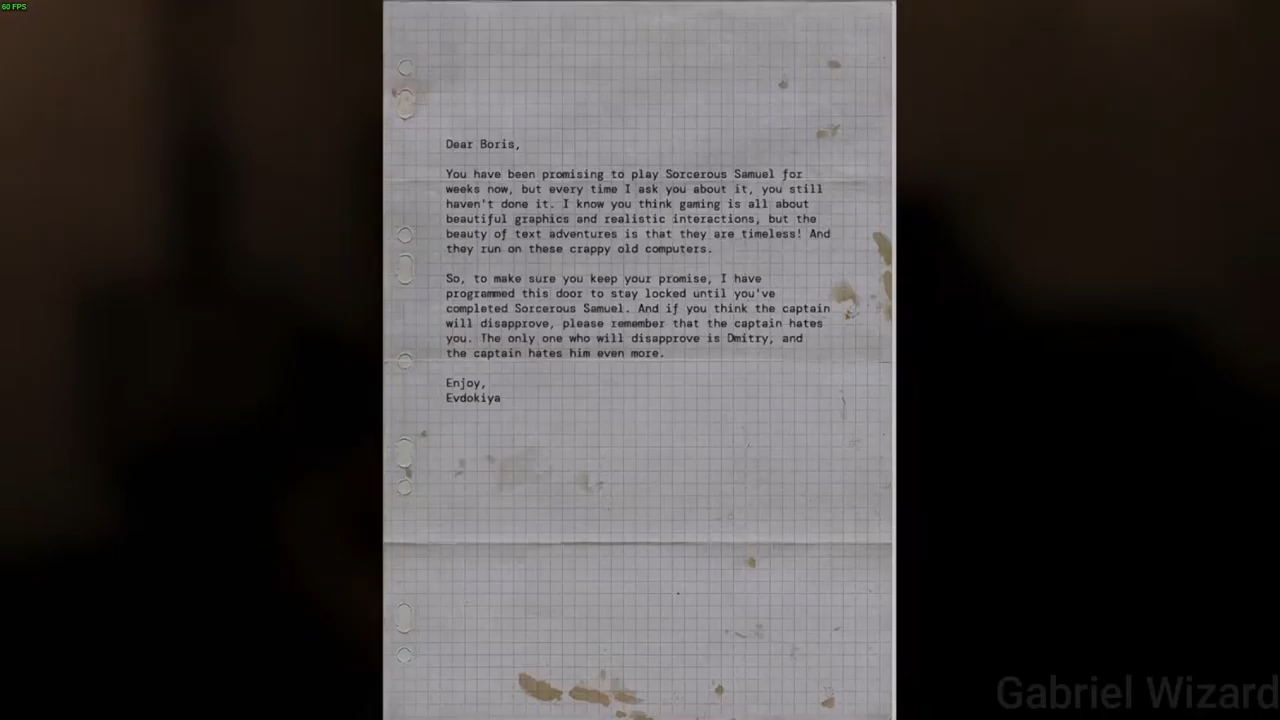 60 FPS
Dear Boris,
You have been promising to play Sorcerous Samuel for
weeks now, but every time I ask you about it, you still
haven't done it. I know you think gaming is all about
beautiful graphics and realistic interactions, but the
beauty of text adventures is that they are timeless! And
they run on these crappy old computers.
So, to make sure you keep your promise, I have
programmed this door to stay locked until you've
completed Sorcerous Samuel. And if you think the captain
will disapprove, please remember that the captain hates
you. The only one who will disapprove is Dmitry, and
the captain hates him even more.
Enjoy,
Evdokiya
Gabriel Wizard